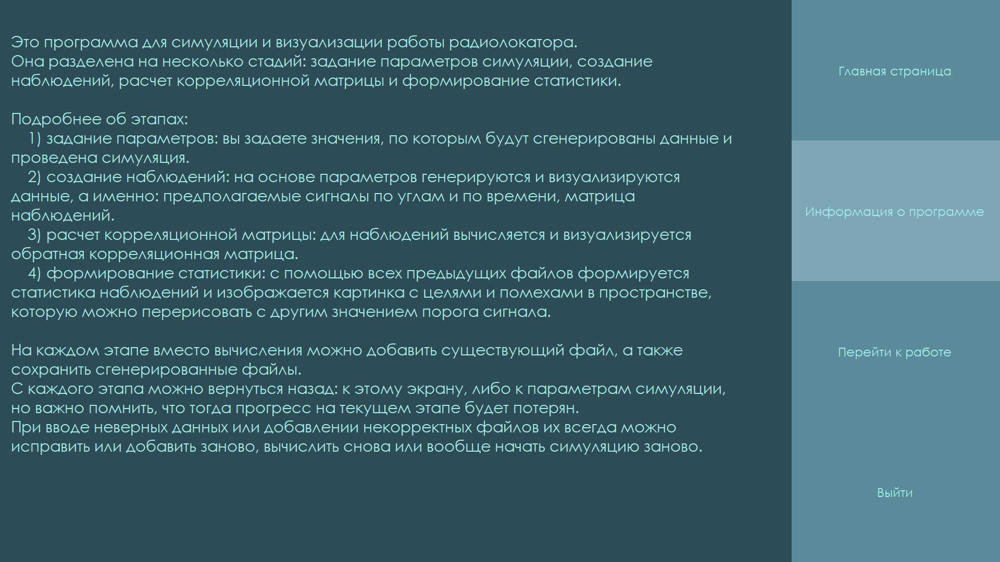 Это программа для симуляции и визуализации работы радиолокатора.
Она разделена на несколько стадий: задание параметров симуляции, создание
наблюдений, расчет корреляционной матрицы и формирование статистики.
Подробнее об этапах:
1) задание параметров: вы задаете значения, по которым будут сгенерированы данные и
проведена симуляция.
2) создание наблюдений: на основе параметров генерируются и визуализируются
данные, а именно: предполагаемые сигналы по углам и по времени, матрица
наблюдений.
3) расчет корреляционной матрицы: для наблюдений вычисляется и визуализируется
обратная корреляционная матрица.
4) формирование статистики: с помощью всех предыдущих файлов формируется
статистика наблюдений и изображается картинка с целями и помехами в пространстве,
которую можно перерисовать с другим значением порога сигнала.
На каждом этапе вместо вычисления можно добавить существующий файл, а также
сохранить сгенерированные файлы.
С каждого этапа можно вернуться назад: к этому экрану, либо к параметрам симуляции,
но важно помнить, что тогда прогресс на текущем этапе будет потерян.
При вводе неверных данных или добавлении некорректных файлов их всегда можно
исправить или добавить заново, вычислить снова или вообще начать симуляцию заново.
Главная страница
Информация о программе
Перейти к работе
Выйти